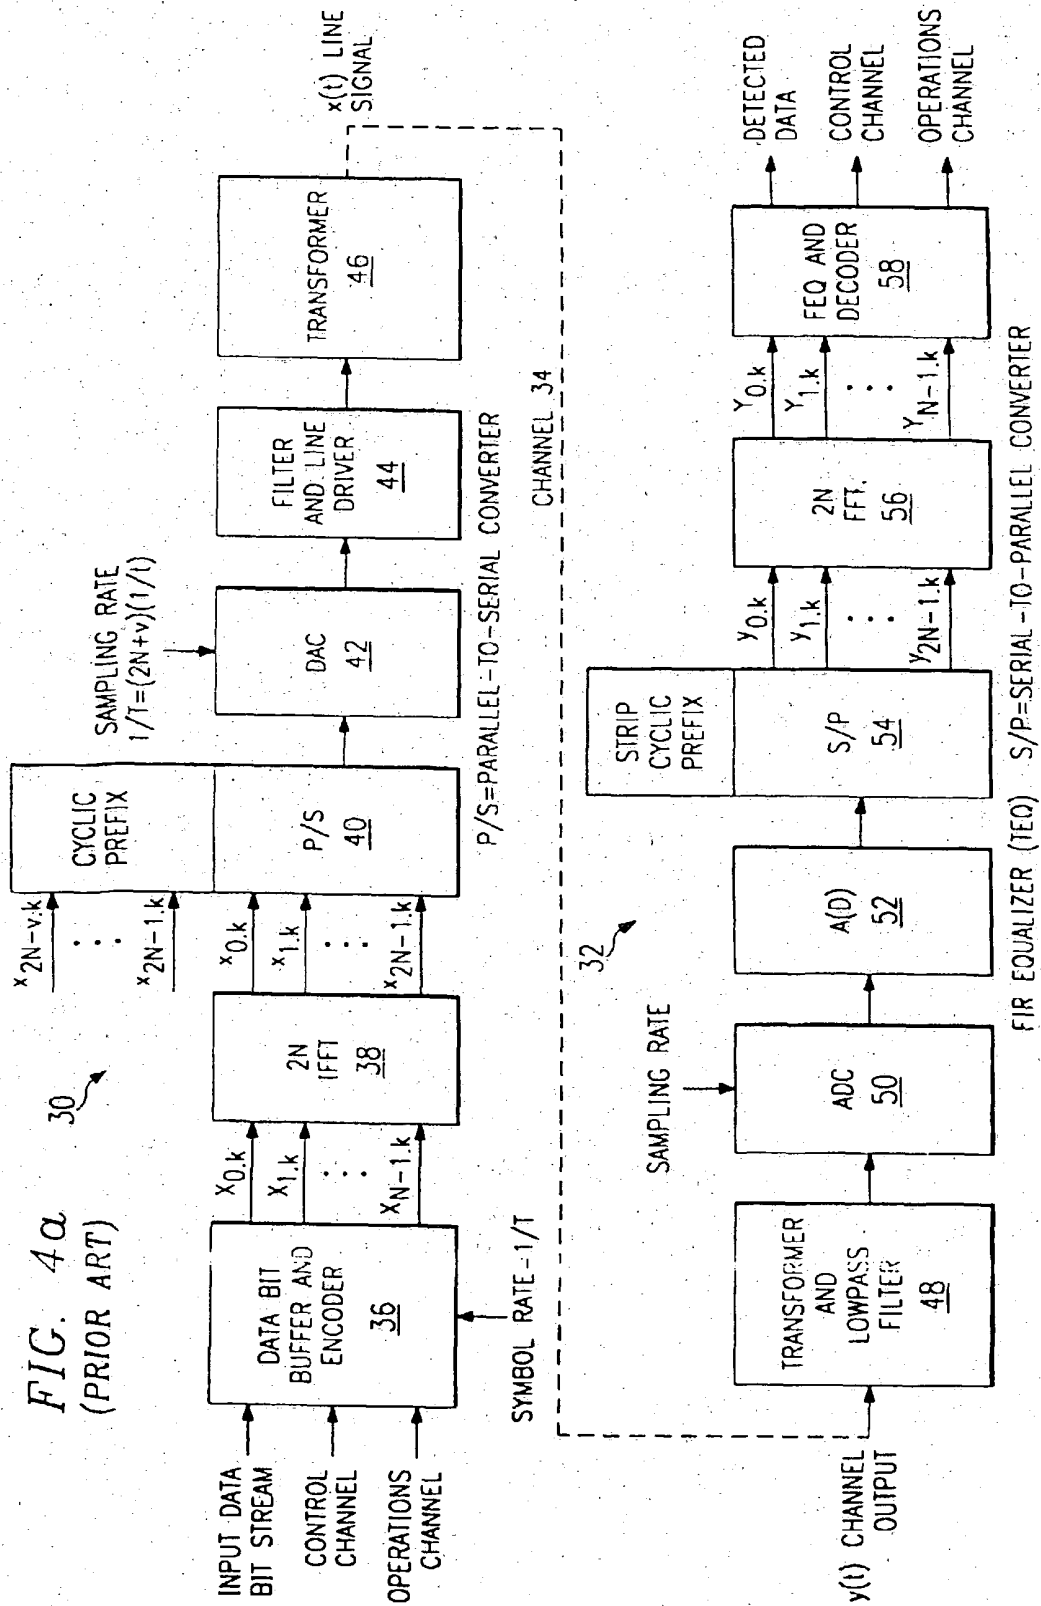 FIG. 4a
(PRIOR ART)
30
INPUT DATA
BIT STREAM
CONTROL
CHANNEL
OPERATIONS
CHANNEL
DATA BIT
BUFFER AND
ENCODER
36
SYMBOL RATE-1/T
X0.k
X1.k
XN-1.k
2N
IFFT
38
x2N-v.k
x2N-1.k
x0.k
x1.k
x2N-1.k
CYCLIC
PREFIX
P/S
40
SAMPLING RATE
1/T=(2N+v)(1/t)
DAC
42
FILTER
AND LINE
DRIVER
44
TRANSFORMER
46
x(t) LINE
SIGNAL
P/S=PARALLEL-TO-SERIAL CONVERTER
CHANNEL 34
32
y(t) CHANNEL
OUTPUT
TRANSFORMER
AND
LOWPASS
FILTER
48
SAMPLING RATE
ADC
50
A(D)
52
STRIP
CYCLIC
PREFIX
S/P
54
y0.k
y1.k
y2N-1.k
2N
FFT.
56
Y0.k
Y1.k
YN-1.k
FEQ AND
DECODER
58
DETECTED
DATA
CONTROL
CHANNEL
OPERATIONS
CHANNEL
FIR EQUALIZER (TEQ) S/P=SERIAL-TO-PARALLEL CONVERTER